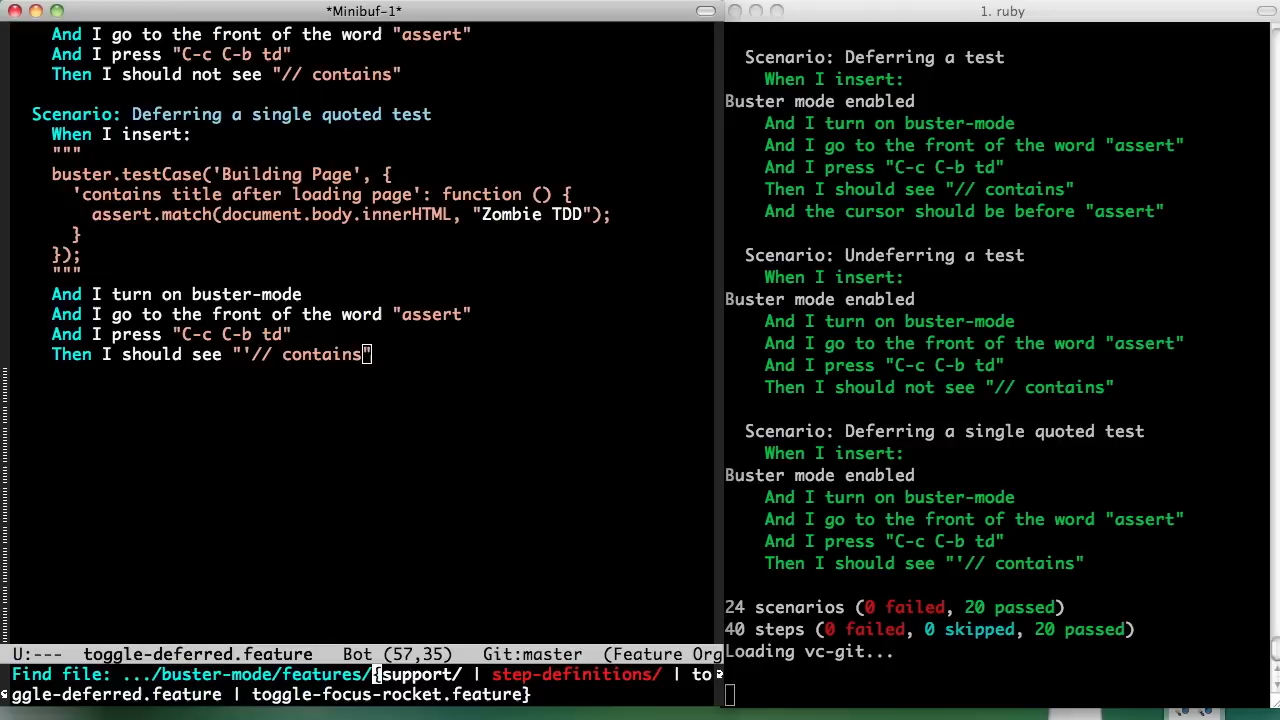 *Minibuf-1*
And I go to the front of the word "assert"
And I press "C-c C-b td"
Then I should not see "// contains"
Scenario: Deferring a single quoted test
When I insert:
"""
buster.testCase('Building Page', {
'contains title after loading page': function () {
assert.match(document.body.innerHTML, "Zombie TDD");
}
});
"""
And I turn on buster-mode
And I go to the front of the word "assert"
And I press "C-c C-b td"
Then I should see "'// contains"
U:--- toggle-deferred.feature Bot (57,35) Git:master (Feature Org
Find file: .../buster-mode/features/{support/ | step-definitions/ | to
ggle-deferred.feature | toggle-focus-rocket.feature}
1. ruby
Scenario: Deferring a test
When I insert:
Buster mode enabled
And I turn on buster-mode
And I go to the front of the word "assert"
And I press "C-c C-b td"
Then I should see "// contains"
And the cursor should be before "assert"
Scenario: Undeferring a test
When I insert:
Buster mode enabled
And I turn on buster-mode
And I go to the front of the word "assert"
And I press "C-c C-b td"
Then I should not see "// contains"
Scenario: Deferring a single quoted test
When I insert:
Buster mode enabled
And I turn on buster-mode
And I go to the front of the word "assert"
And I press "C-c C-b td"
Then I should see "'// contains"
24 scenarios (0 failed, 20 passed)
40 steps (0 failed, 0 skipped, 20 passed)
Loading vc-git...